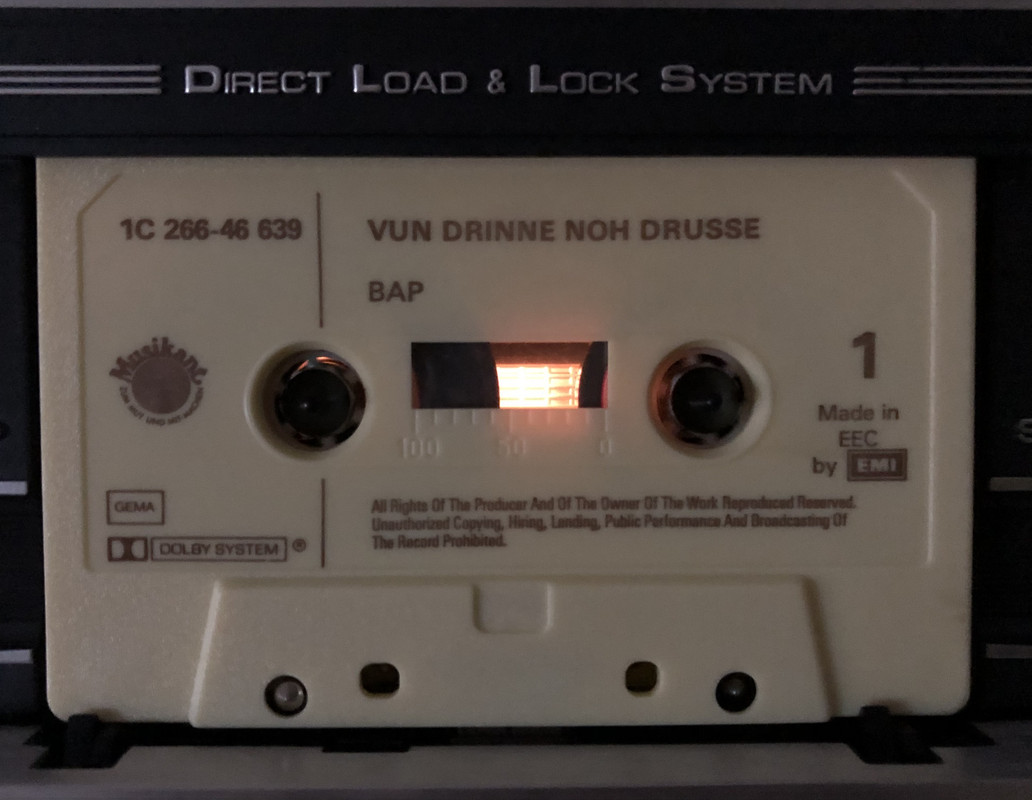 DIRECT LOAD & LOCK SYSTEM
1C 266-46 639
VUN DRINNE NOH DRUSSE
BAP
Musikant
1
Made in
EEC
by EMI
100 50 0
GEMA
All Rights Of The Producer And Of The Owner Of The Work Reproduced Reserved.
Unauthorized Copying, Hiring, Lending, Public Performance And Broadcasting Of
The Record Prohibited.
DOLBY SYSTEM ®